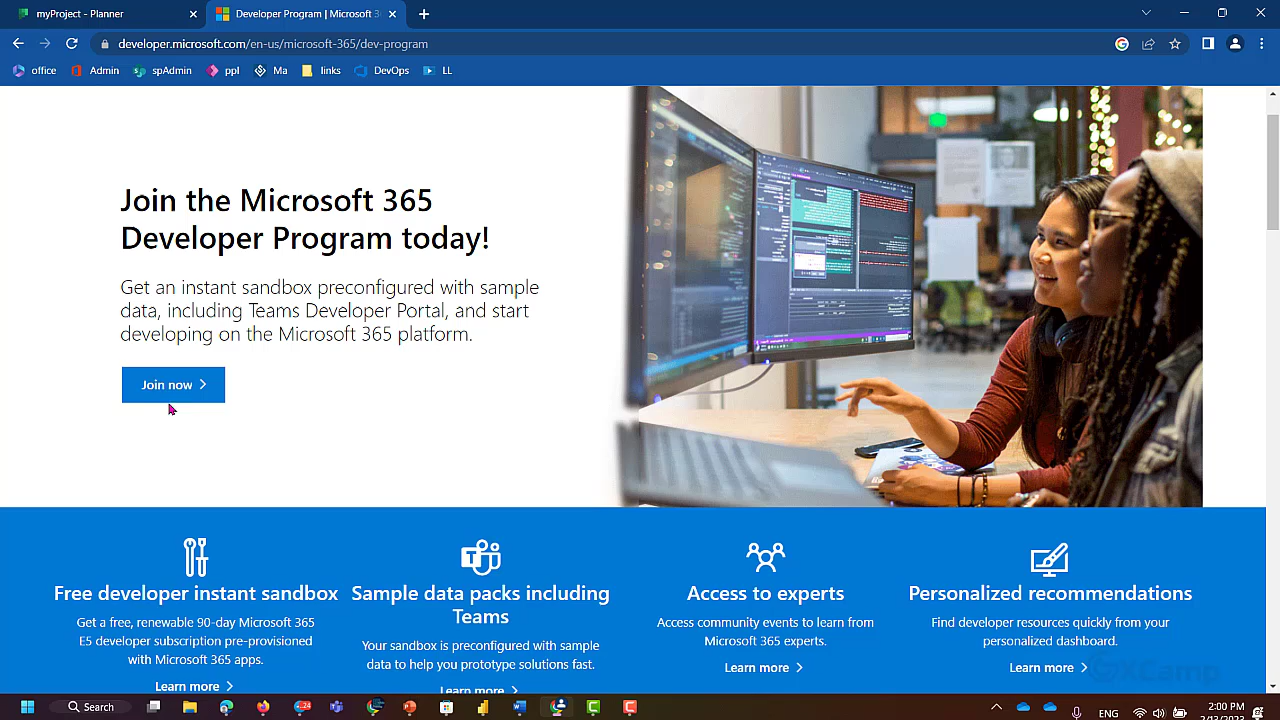 myProject - Planner
Developer Program | Microsoft 3
developer.microsoft.com/en-us/microsoft-365/dev-program
office
Admin
spAdmin
ppl
Ma
links
DevOps
LL
Join the Microsoft 365
Developer Program today!
Get an instant sandbox preconfigured with sample
data, including Teams Developer Portal, and start
developing on the Microsoft 365 platform.
Join now
Free developer instant sandbox
Get a free, renewable 90-day Microsoft 365
E5 developer subscription pre-provisioned
with Microsoft 365 apps.
Learn more
Sample data packs including
Teams
Your sandbox is preconfigured with sample
data to help you prototype solutions fast.
Learn more
Access to experts
Access community events to learn from
Microsoft 365 experts.
Learn more
Personalized recommendations
Find developer resources quickly from your
personalized dashboard.
Learn more
XCamp
Search
24
ENG
2:00 PM